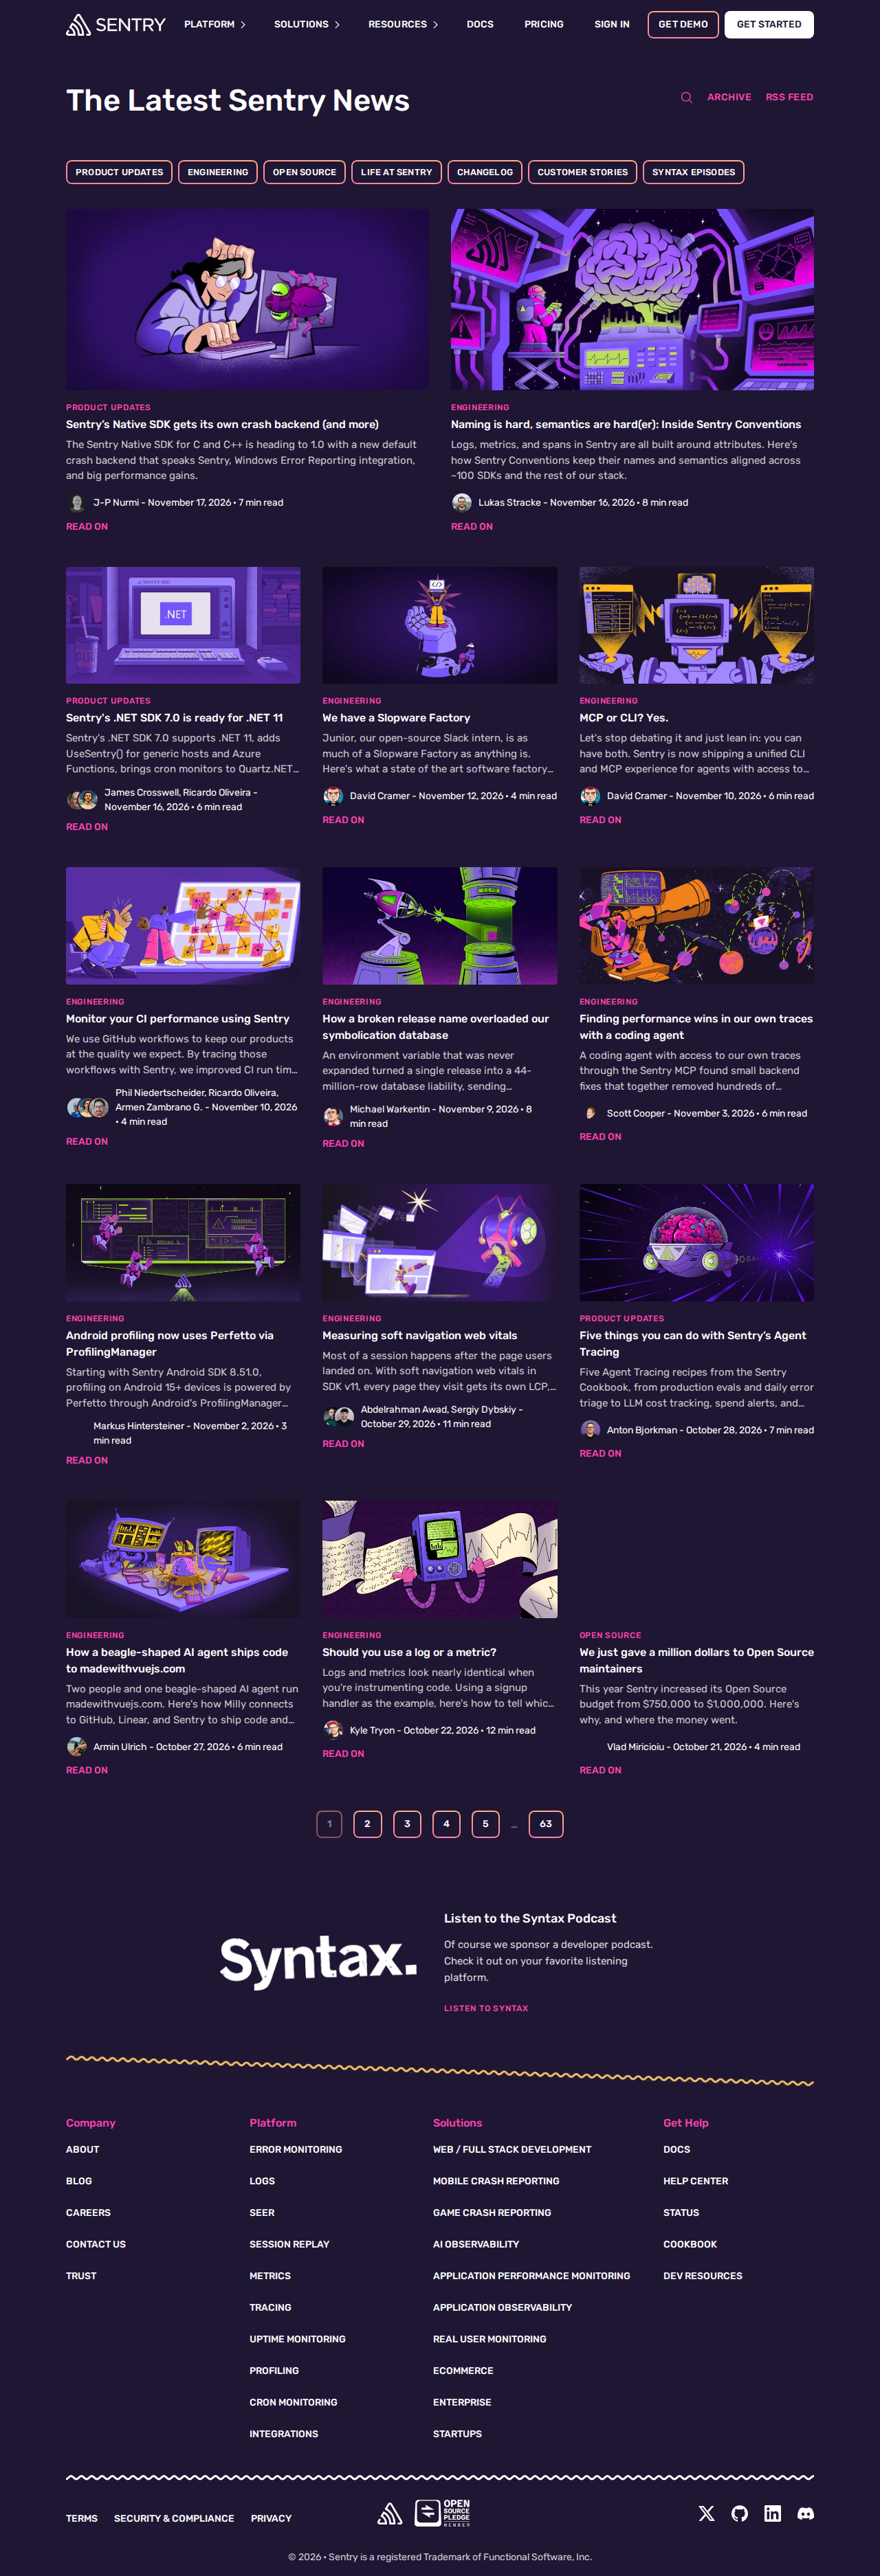 SENTRY
PLATFORM
SOLUTIONS
RESOURCES
DOCS
PRICING
SIGN IN
GET DEMO
GET STARTED
The Latest Sentry News
ARCHIVE
RSS FEED
PRODUCT UPDATES
ENGINEERING
OPEN SOURCE
LIFE AT SENTRY
CHANGELOG
CUSTOMER STORIES
SYNTAX EPISODES
PRODUCT UPDATES
Sentry's Native SDK gets its own crash backend (and more)
The Sentry Native SDK for C and C++ is heading to 1.0 with a new default
crash backend that speaks Sentry, Windows Error Reporting integration,
and big performance gains.
J-P Nurmi - November 17, 2026 • 7 min read
READ ON
ENGINEERING
Naming is hard, semantics are hard(er): Inside Sentry Conventions
Logs, metrics, and spans in Sentry are all built around attributes. Here's
how Sentry Conventions keep their names and semantics aligned across
~100 SDKs and the rest of our stack.
Lukas Stracke - November 16, 2026 • 8 min read
READ ON
.NET
PRODUCT UPDATES
Sentry's .NET SDK 7.0 is ready for .NET 11
Sentry's .NET SDK 7.0 supports .NET 11, adds
UseSentry() for generic hosts and Azure
Functions, brings cron monitors to Quartz.NET…
James Crosswell, Ricardo Oliveira -
November 16, 2026 • 6 min read
READ ON
ENGINEERING
We have a Slopware Factory
Junior, our open-source Slack intern, is as
much of a Slopware Factory as anything is.
Here's what a state of the art software factory…
David Cramer - November 12, 2026 • 4 min read
READ ON
ENGINEERING
MCP or CLI? Yes.
Let's stop debating it and just lean in: you can
have both. Sentry is now shipping a unified CLI
and MCP experience for agents with access to…
David Cramer - November 10, 2026 • 6 min read
READ ON
ENGINEERING
Monitor your CI performance using Sentry
We use GitHub workflows to keep our products
at the quality we expect. By tracing those
workflows with Sentry, we improved CI run tim…
Phil Niedertscheider, Ricardo Oliveira,
Armen Zambrano G. - November 10, 2026
• 4 min read
READ ON
ENGINEERING
How a broken release name overloaded our
symbolication database
An environment variable that was never
expanded turned a single release into a 44-
million-row database liability, sending…
Michael Warkentin - November 9, 2026 • 8
min read
READ ON
ENGINEERING
Finding performance wins in our own traces
with a coding agent
A coding agent with access to our own traces
through the Sentry MCP found small backend
fixes that together removed hundreds of…
Scott Cooper - November 3, 2026 • 6 min read
READ ON
ENGINEERING
Android profiling now uses Perfetto via
ProfilingManager
Starting with Sentry Android SDK 8.51.0,
profiling on Android 15+ devices is powered by
Perfetto through Android's ProfilingManager…
Markus Hintersteiner - November 2, 2026 • 3
min read
READ ON
ENGINEERING
Measuring soft navigation web vitals
Most of a session happens after the page users
landed on. With soft navigation web vitals in
SDK v11, every page they visit gets its own LCP,…
Abdelrahman Awad, Sergiy Dybskiy -
October 29, 2026 • 11 min read
READ ON
PRODUCT UPDATES
Five things you can do with Sentry's Agent
Tracing
Five Agent Tracing recipes from the Sentry
Cookbook, from production evals and daily error
triage to LLM cost tracking, spend alerts, and…
Anton Bjorkman - October 28, 2026 • 7 min read
READ ON
ENGINEERING
How a beagle-shaped AI agent ships code
to madewithvuejs.com
Two people and one beagle-shaped AI agent run
madewithvuejs.com. Here's how Milly connects
to GitHub, Linear, and Sentry to ship code and…
Armin Ulrich - October 27, 2026 • 6 min read
READ ON
ENGINEERING
Should you use a log or a metric?
Logs and metrics look nearly identical when
you're instrumenting code. Using a signup
handler as the example, here's how to tell whic…
Kyle Tryon - October 22, 2026 • 12 min read
READ ON
OPEN SOURCE
We just gave a million dollars to Open Source
maintainers
This year Sentry increased its Open Source
budget from $750,000 to $1,000,000. Here's
why, and where the money went.
Vlad Miricioiu - October 21, 2026 • 4 min read
READ ON
1
2
3
4
5
...
63
Syntax.
Listen to the Syntax Podcast
Of course we sponsor a developer podcast.
Check it out on your favorite listening
platform.
LISTEN TO SYNTAX
Company
ABOUT
BLOG
CAREERS
CONTACT US
TRUST
Platform
ERROR MONITORING
LOGS
SEER
SESSION REPLAY
METRICS
TRACING
UPTIME MONITORING
PROFILING
CRON MONITORING
INTEGRATIONS
Solutions
WEB / FULL STACK DEVELOPMENT
MOBILE CRASH REPORTING
GAME CRASH REPORTING
AI OBSERVABILITY
APPLICATION PERFORMANCE MONITORING
APPLICATION OBSERVABILITY
REAL USER MONITORING
ECOMMERCE
ENTERPRISE
STARTUPS
Get Help
DOCS
HELP CENTER
STATUS
COOKBOOK
DEV RESOURCES
TERMS
SECURITY & COMPLIANCE
PRIVACY
OPEN
SOURCE
PLEDGE
MEMBER
© 2026 • Sentry is a registered Trademark of Functional Software, Inc.